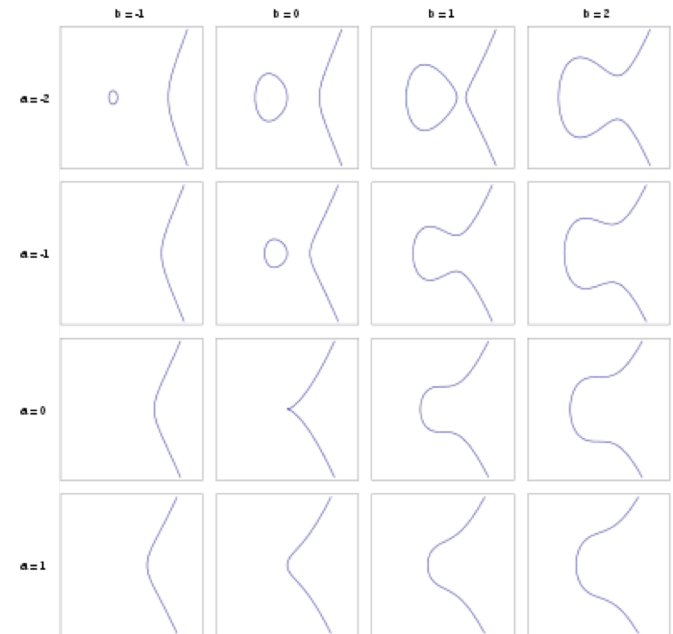 b = -1 b = 0 b = 1 b = 2
a = -2
a = -1
a = 0
a = 1